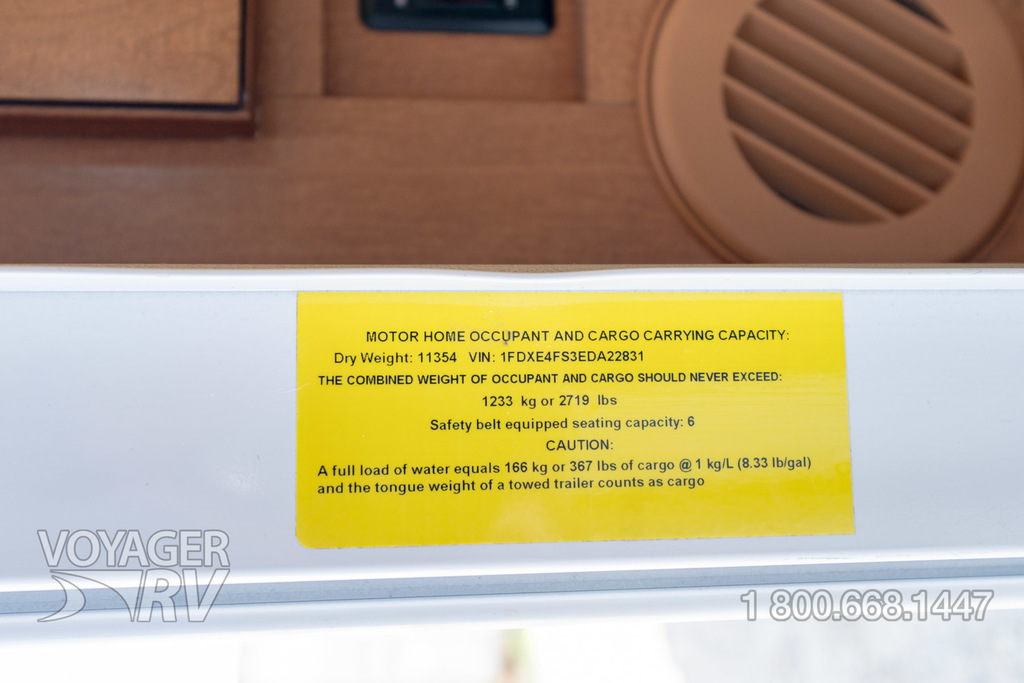 MOTOR HOME OCCUPANT AND CARGO CARRYING CAPACITY:
Dry Weight: 11354 VIN: 1FDXE4FS3EDA22831
THE COMBINED WEIGHT OF OCCUPANT AND CARGO SHOULD NEVER EXCEED:
1233 kg or 2719 lbs
Safety belt equipped seating capacity: 6
CAUTION:
A full load of water equals 166 kg or 367 lbs of cargo @ 1 kg/L (8.33 lb/gal)
and the tongue weight of a towed trailer counts as cargo
VOYAGER
RV
1 800.668.1447